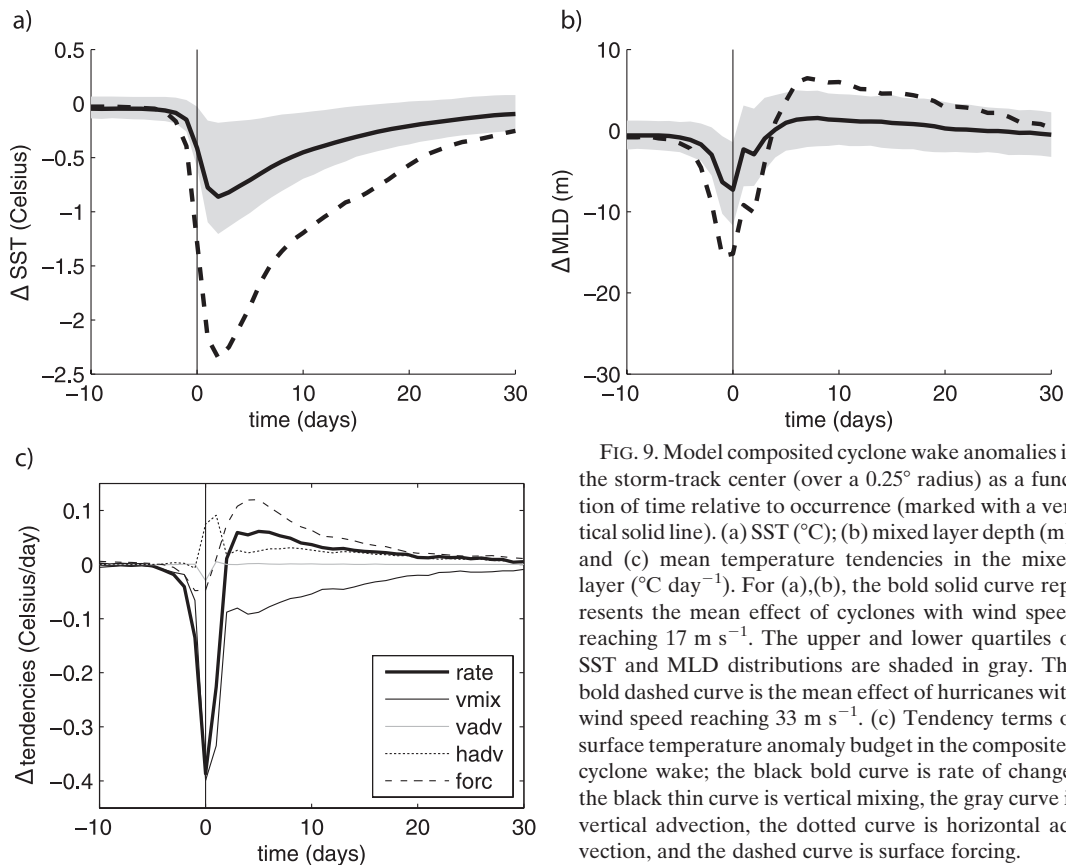 a)
0.5
0
−0.5
−1
−1.5
−2
−2.5
Δ SST (Celsius)
−10
0
10
20
30
time (days)
b)
10
0
−10
−20
−30
Δ MLD (m)
−10
0
10
20
30
time (days)
c)
0.1
0
−0.1
−0.2
−0.3
−0.4
Δtendencies (Celsius/day)
rate
vmix
vadv
hadv
forc
−10
0
10
20
30
time (days)
FIG. 9. Model composited cyclone wake anomalies i
the storm-track center (over a 0.25° radius) as a func
tion of time relative to occurrence (marked with a ver
tical solid line). (a) SST (°C); (b) mixed layer depth (m
and (c) mean temperature tendencies in the mixe
layer (°C day⁻¹). For (a),(b), the bold solid curve rep
resents the mean effect of cyclones with wind spee
reaching 17 m s⁻¹. The upper and lower quartiles o
SST and MLD distributions are shaded in gray. Th
bold dashed curve is the mean effect of hurricanes wit
wind speed reaching 33 m s⁻¹. (c) Tendency terms o
surface temperature anomaly budget in the composite
cyclone wake; the black bold curve is rate of change
the black thin curve is vertical mixing, the gray curve i
vertical advection, the dotted curve is horizontal ad
vection, and the dashed curve is surface forcing.